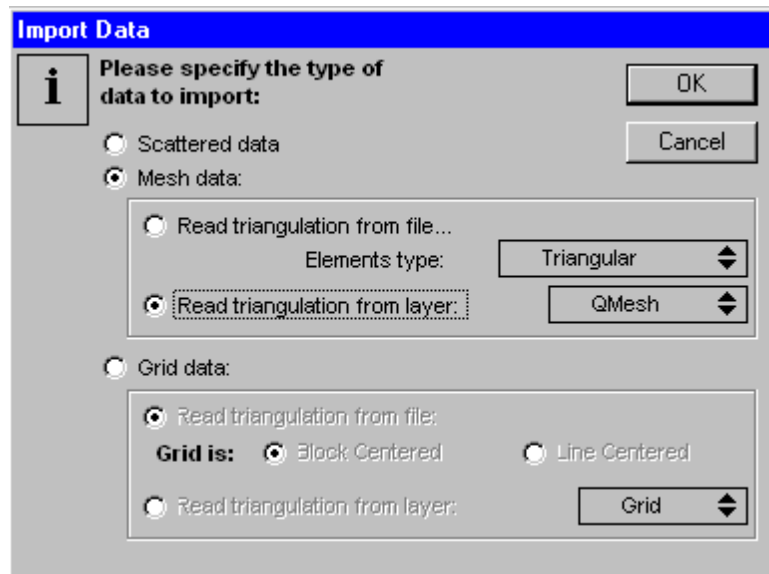 Import Data
i
Please specify the type of
data to import:
OK
Cancel
Scattered data
Mesh data:
Read triangulation from file...
Elements type: Triangular
Read triangulation from layer: QMesh
Grid data:
Read triangulation from file:
Grid is: Block Centered Line Centered
Read triangulation from layer: Grid